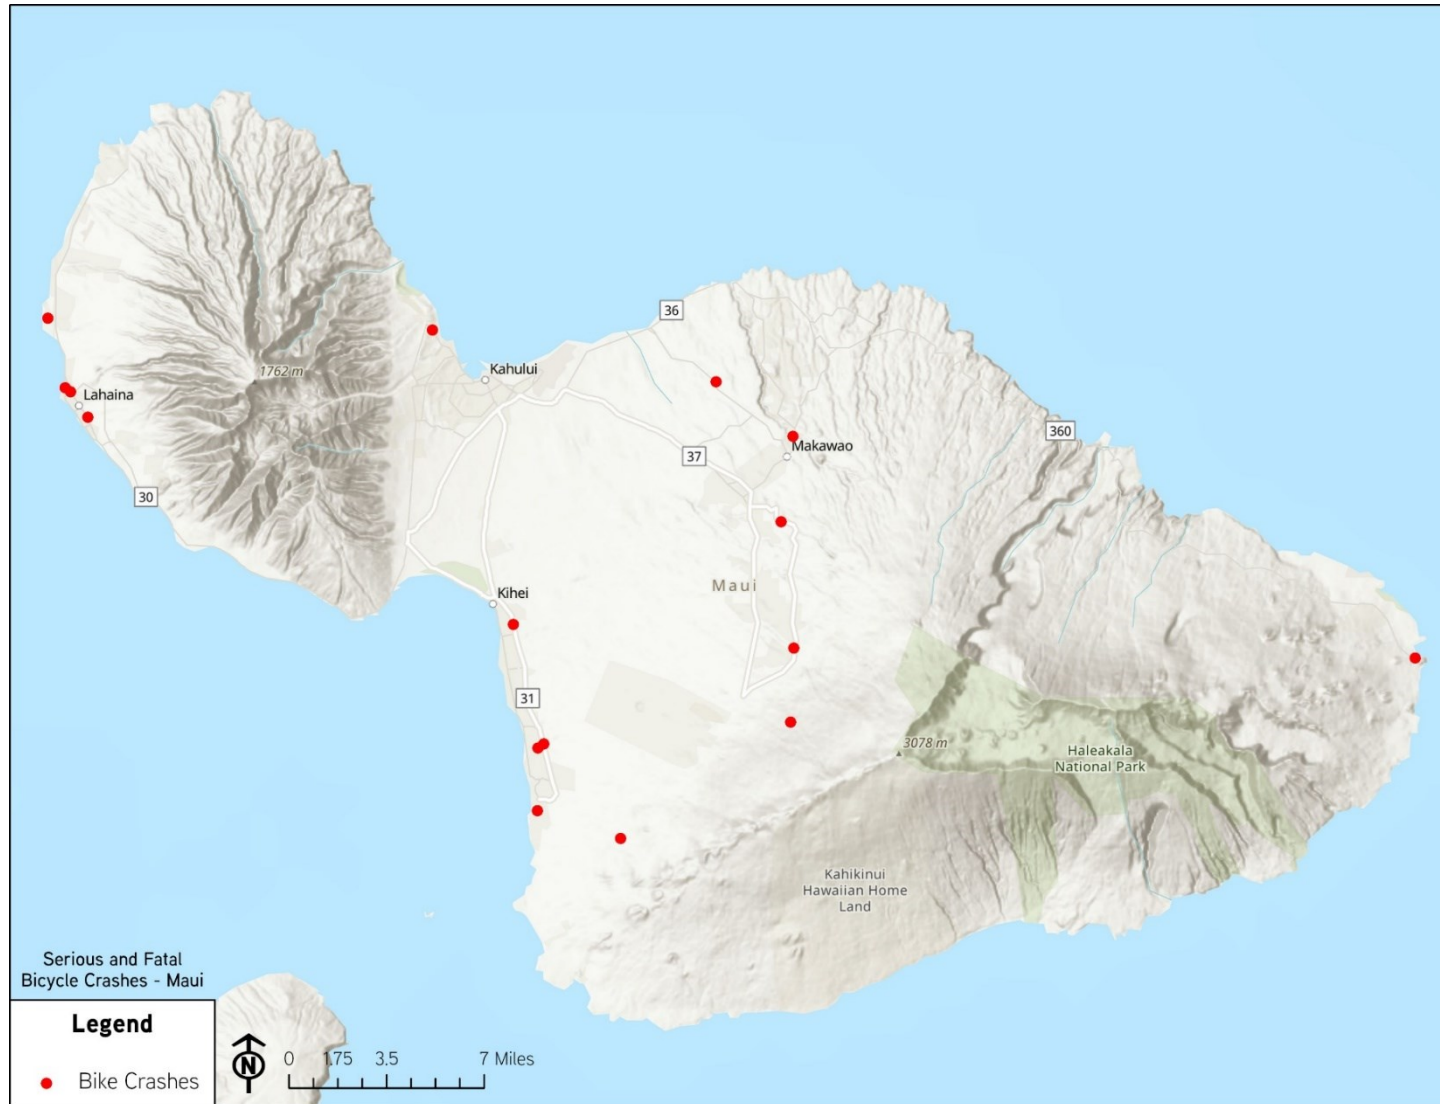 36
1762 m
Kahului
Lahaina
360
37
Makawao
30
Maui
Kihei
31
3078 m
Haleakala
National Park
Kahikinui
Hawaiian Home
Land
Serious and Fatal
Bicycle Crashes - Maui
Legend
Bike Crashes
N
0 1.75 3.5 7 Miles